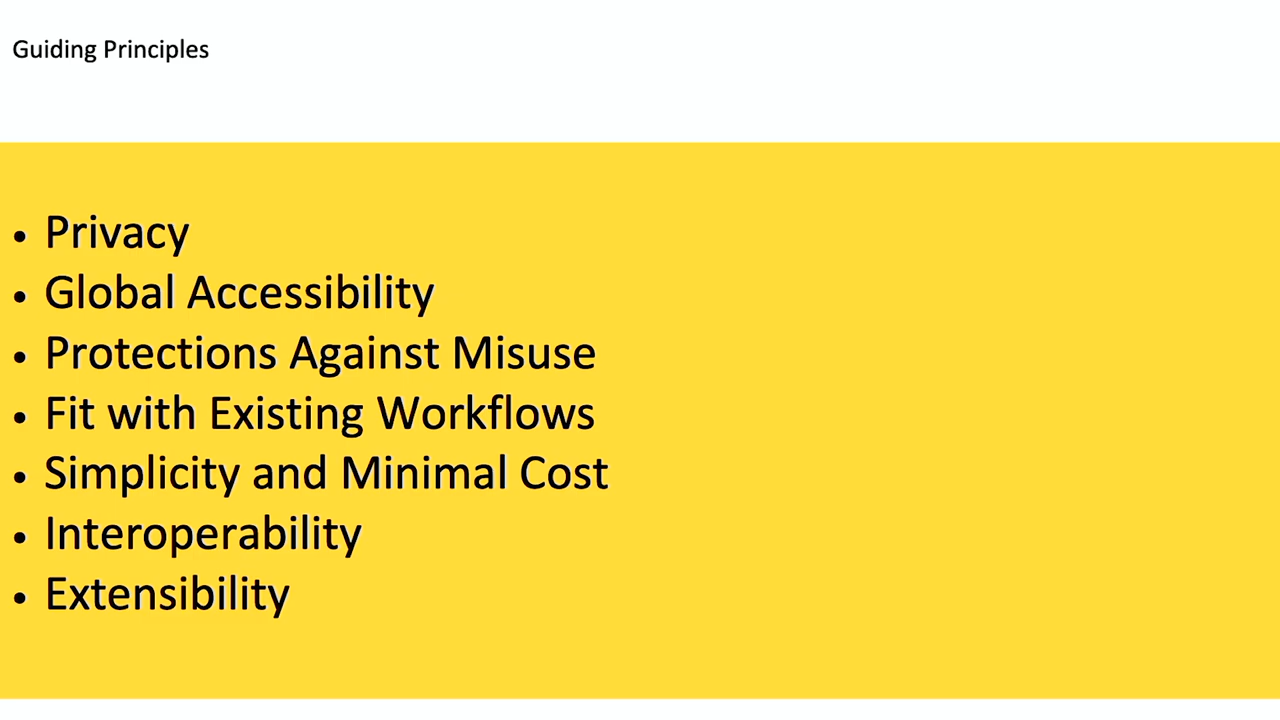 Guiding Principles
• Privacy
• Global Accessibility
• Protections Against Misuse
• Fit with Existing Workflows
• Simplicity and Minimal Cost
• Interoperability
• Extensibility